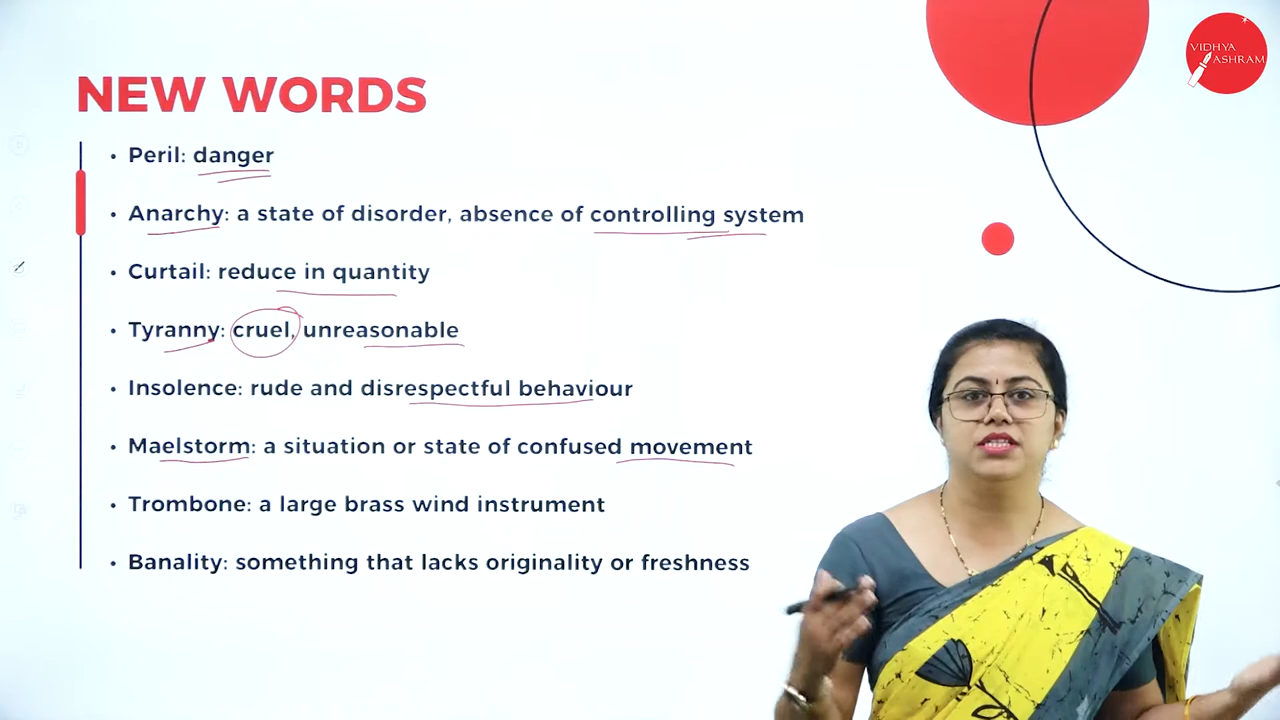 VIDHYA
ASHRAM
NEW WORDS
• Peril: danger
• Anarchy: a state of disorder, absence of controlling system
• Curtail: reduce in quantity
• Tyranny: cruel, unreasonable
• Insolence: rude and disrespectful behaviour
• Maelstorm: a situation or state of confused movement
• Trombone: a large brass wind instrument
• Banality: something that lacks originality or freshness